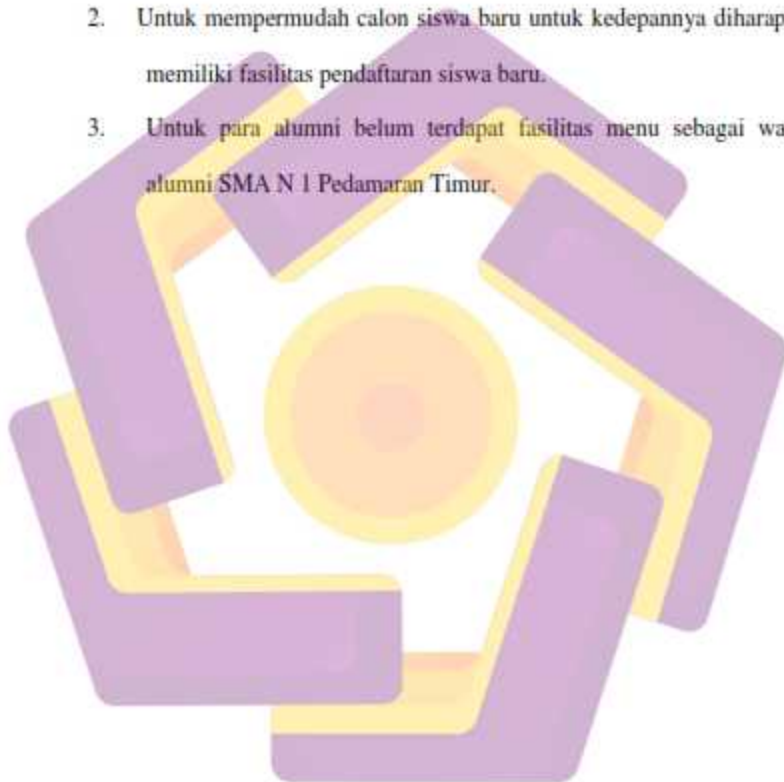 2. Untuk mempermudah calon siswa baru untuk kedepannya diharap
memiliki fasilitas pendaftaran siswa baru.
3. Untuk para alumni belum terdapat fasilitas menu sebagai wa
alumni SMA N 1 Pedamaran Timur.